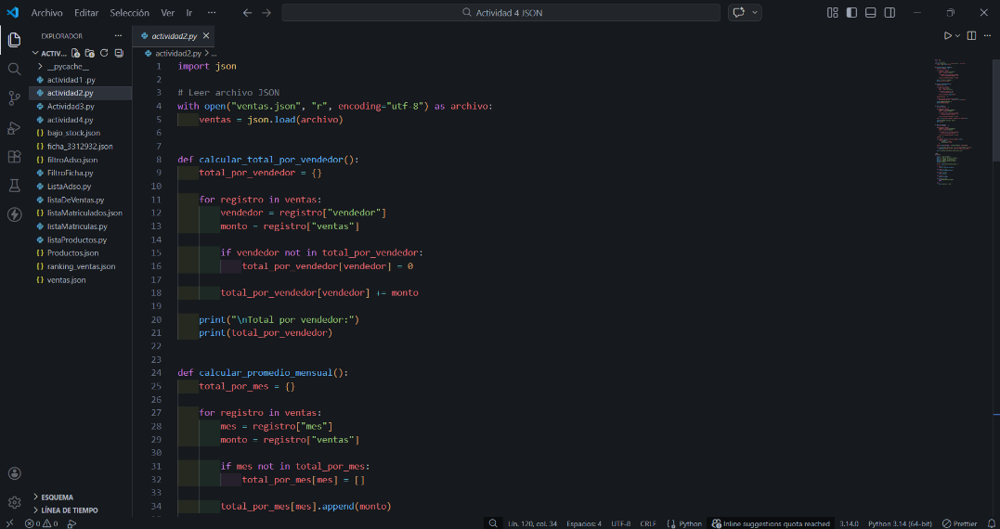 Archivo Editar Selección Ver Ir ··· Actividad 4 JSON
EXPLORADOR ···
ACTIV...
__pycache__
actividad1 .py
actividad2.py
Actividad3.py
actividad4.py
bajo_stock.json
ficha_3312932.json
filtroAdso.json
FiltroFicha.py
ListaAdso.py
listaDeVentas.py
listaMatriculados.json
listaMatriculas.py
listaProductos.py
Productos.json
ranking_ventas.json
ventas.json
ESQUEMA
LÍNEA DE TIEMPO
actividad2.py
actividad2.py > ...
1 import json
2
3 # Leer archivo JSON
4 with open("ventas.json", "r", encoding="utf-8") as archivo:
5     ventas = json.load(archivo)
6
7
8 def calcular_total_por_vendedor():
9     total_por_vendedor = {}
10
11     for registro in ventas:
12         vendedor = registro["vendedor"]
13         monto = registro["ventas"]
14
15         if vendedor not in total_por_vendedor:
16             total_por_vendedor[vendedor] = 0
17
18         total_por_vendedor[vendedor] += monto
19
20     print("\nTotal por vendedor:")
21     print(total_por_vendedor)
22
23
24 def calcular_promedio_mensual():
25     total_por_mes = {}
26
27     for registro in ventas:
28         mes = registro["mes"]
29         monto = registro["ventas"]
30
31         if mes not in total_por_mes:
32             total_por_mes[mes] = []
33
34         total_por_mes[mes].append(monto)
0 0 Lín. 120, col. 34 Espacios: 4 UTF-8 CRLF Python Inline suggestions quota reached 3.14.0 Python 3.14 (64-bit) Prettier